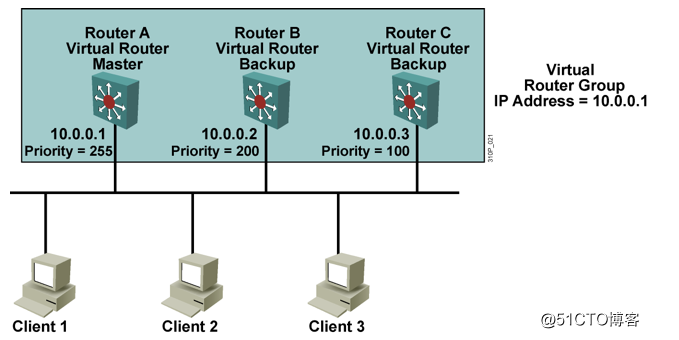 Router A
Virtual Router
Master
Router B
Virtual Router
Backup
Router C
Virtual Router
Backup
Virtual
Router Group
IP Address = 10.0.0.1
10.0.0.1
Priority = 255
10.0.0.2
Priority = 200
10.0.0.3
Priority = 100
310P_021
Client 1
Client 2
Client 3
@51CTO博客